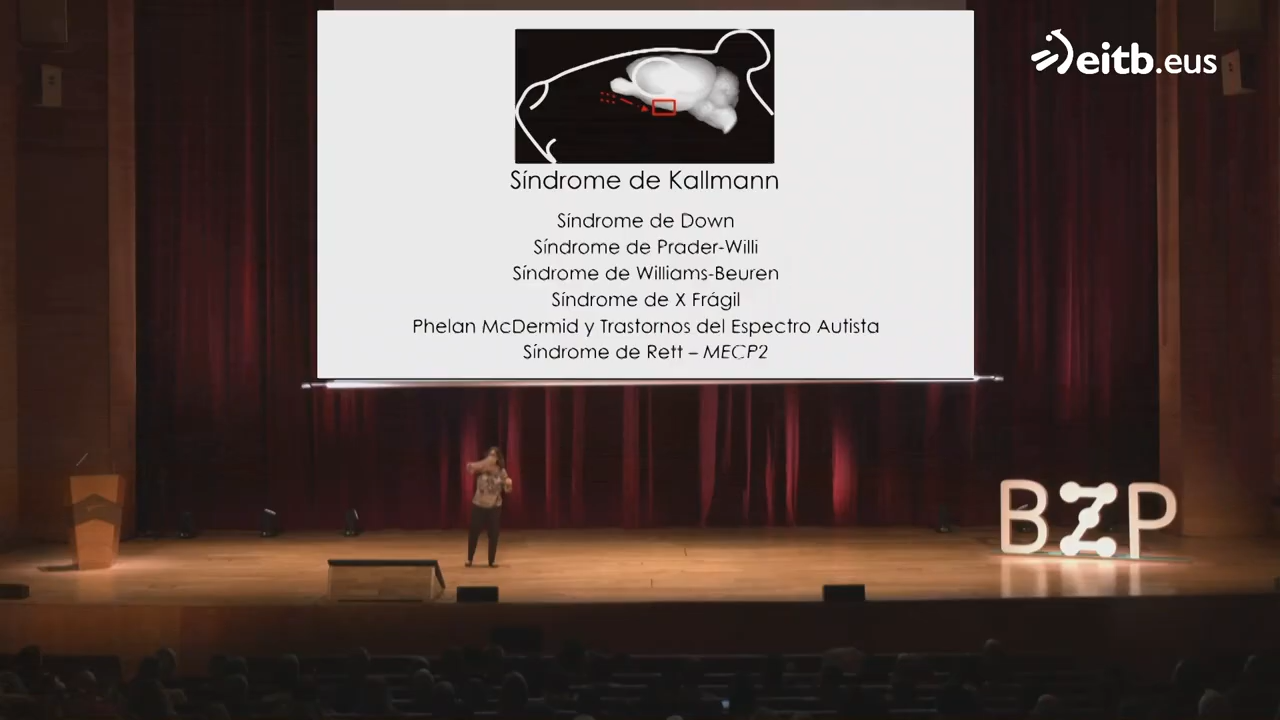 eitb.eus
Síndrome de Kallmann
Síndrome de Down
Síndrome de Prader-Willi
Síndrome de Williams-Beuren
Síndrome de X Frágil
Phelan McDermid y Trastornos del Espectro Autista
Síndrome de Rett – MECP2
BZP